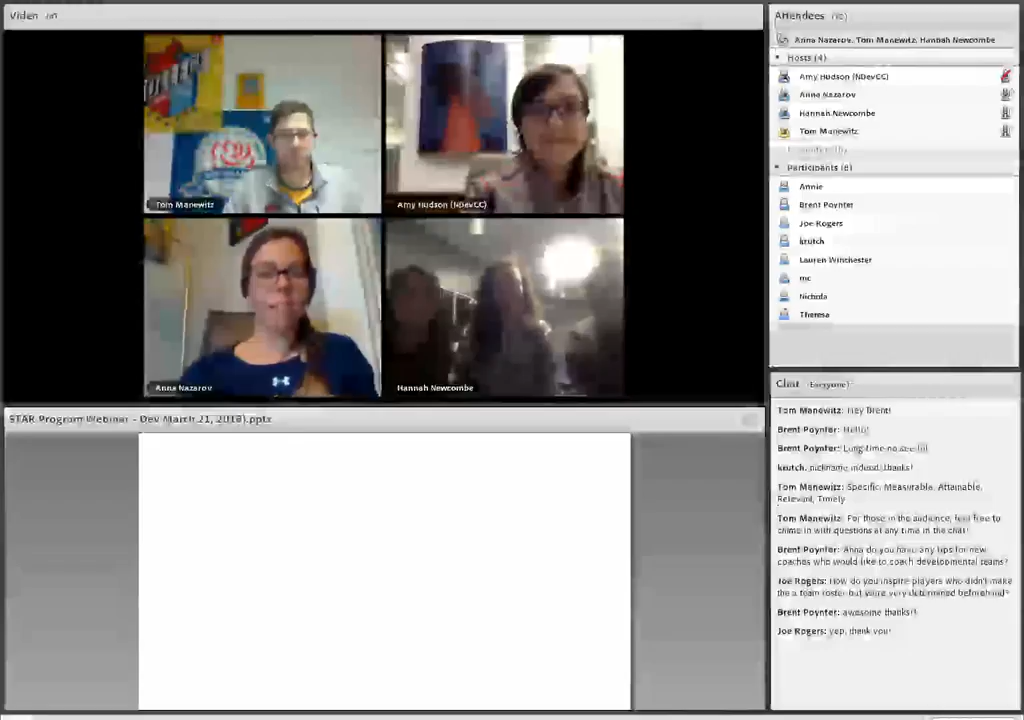 Video
Tom Manewitz
Amy Hudson (NDevCC)
Anna Nazarov
Hannah Newcombe
STAR Program Webinar - Dev March 21, 2018).pptx
Attendees
Anna Nazarov, Tom Manewitz, Hannah Newcombe
Hosts (4)
Amy Hudson (NDevCC)
Anna Nazarov
Hannah Newcombe
Tom Manewitz
Participants (8)
Annie
Brent Poynter
Joe Rogers
krutch
Lauren Winchester
mc
Nichola
Theresa
Chat (Everyone)
Tom Manewitz: Hey Brent!
Brent Poynter: Hello!
Brent Poynter: Long time no see lol
krutch: nickname indeed, thanks!
Tom Manewitz: Specific, Measurable, Attainable,
Relevant, Timely
Tom Manewitz: For those in the audience, feel free to
chime in with questions at any time in the chat!
Brent Poynter: Anna do you have any tips for new
coaches who would like to coach developmental teams?
Joe Rogers: How do you inspire players who didn't make
the a team roster but were very determined beforehand?
Brent Poynter: awesome thanks!!
Joe Rogers: yep, thank you!